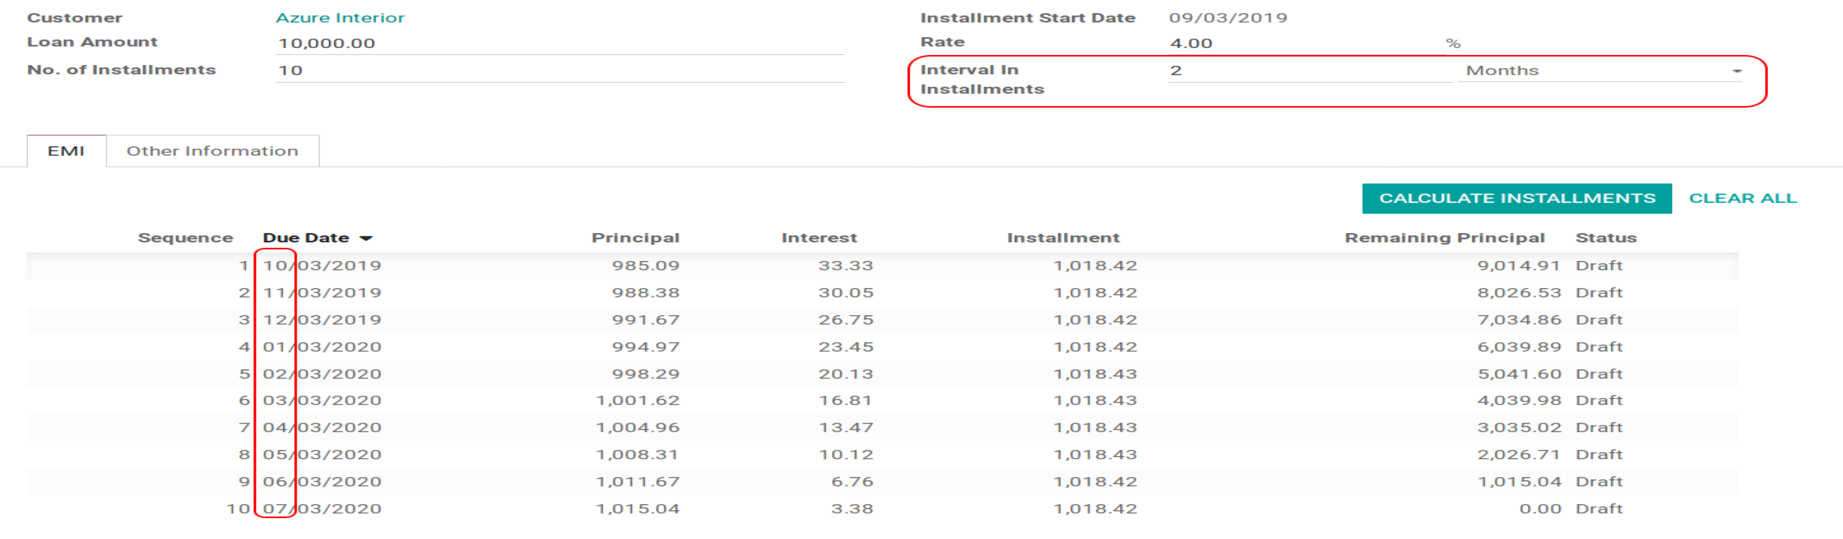 Customer Azure Interior Installment Start Date 09/03/2019
Loan Amount 10,000.00 Rate 4.00 %
No. of Installments 10 Interval In Installments 2 Months
EMI Other Information
CALCULATE INSTALLMENTS CLEAR ALL
Sequence Due Date Principal Interest Installment Remaining Principal Status
1 10/03/2019 985.09 33.33 1,018.42 9,014.91 Draft
2 11/03/2019 988.38 30.05 1,018.42 8,026.53 Draft
3 12/03/2019 991.67 26.75 1,018.42 7,034.86 Draft
4 01/03/2020 994.97 23.45 1,018.42 6,039.89 Draft
5 02/03/2020 998.29 20.13 1,018.43 5,041.60 Draft
6 03/03/2020 1,001.62 16.81 1,018.43 4,039.98 Draft
7 04/03/2020 1,004.96 13.47 1,018.43 3,035.02 Draft
8 05/03/2020 1,008.31 10.12 1,018.43 2,026.71 Draft
9 06/03/2020 1,011.67 6.76 1,018.42 1,015.04 Draft
10 07/03/2020 1,015.04 3.38 1,018.42 0.00 Draft